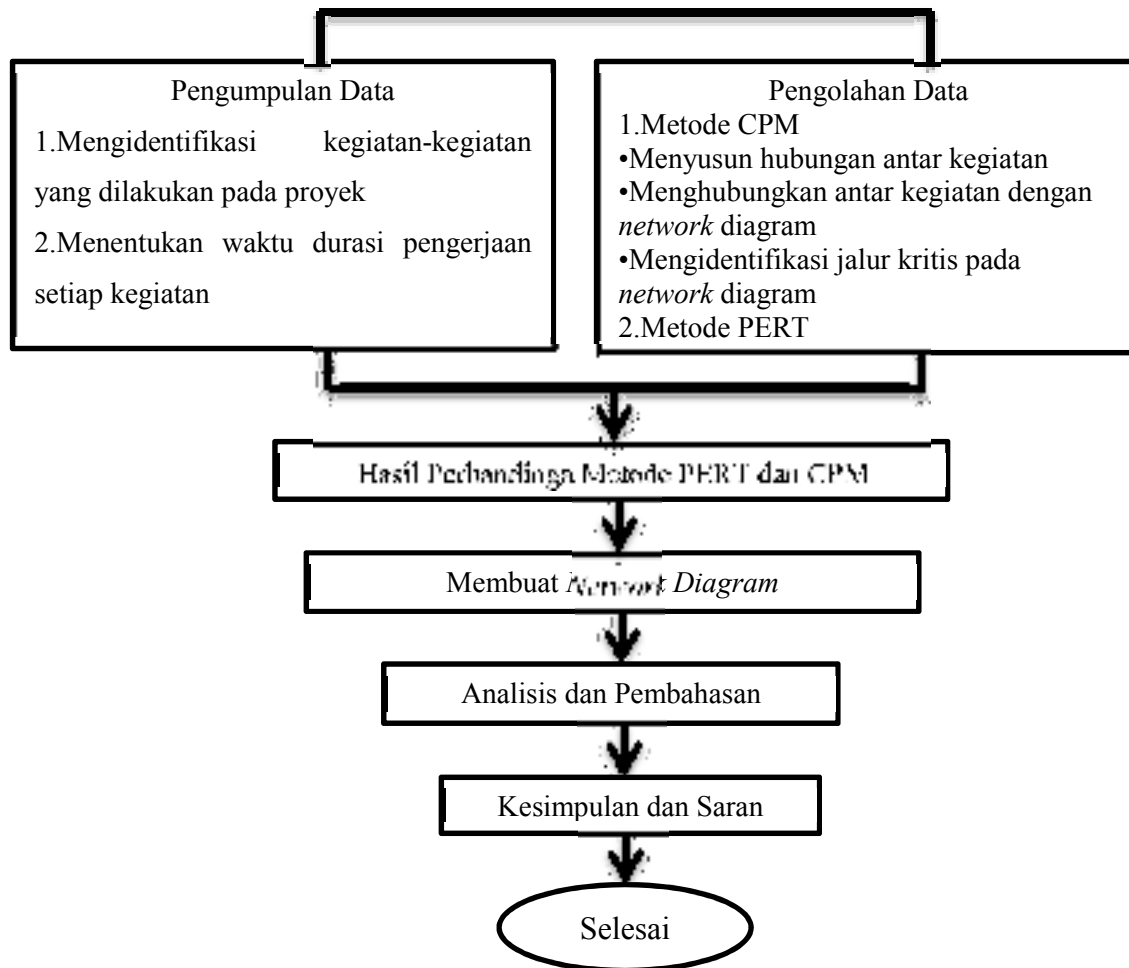 Pengumpulan Data
1.Mengidentifikasi kegiatan-kegiatan
yang dilakukan pada proyek
2.Menentukan waktu durasi pengerjaan
setiap kegiatan
Pengolahan Data
1.Metode CPM
•Menyusun hubungan antar kegiatan
•Menghubungkan antar kegiatan dengan
network diagram
•Mengidentifikasi jalur kritis pada
network diagram
2.Metode PERT
Hasil Perbandinga Metode PERT dan CPM
Membuat Network Diagram
Analisis dan Pembahasan
Kesimpulan dan Saran
Selesai